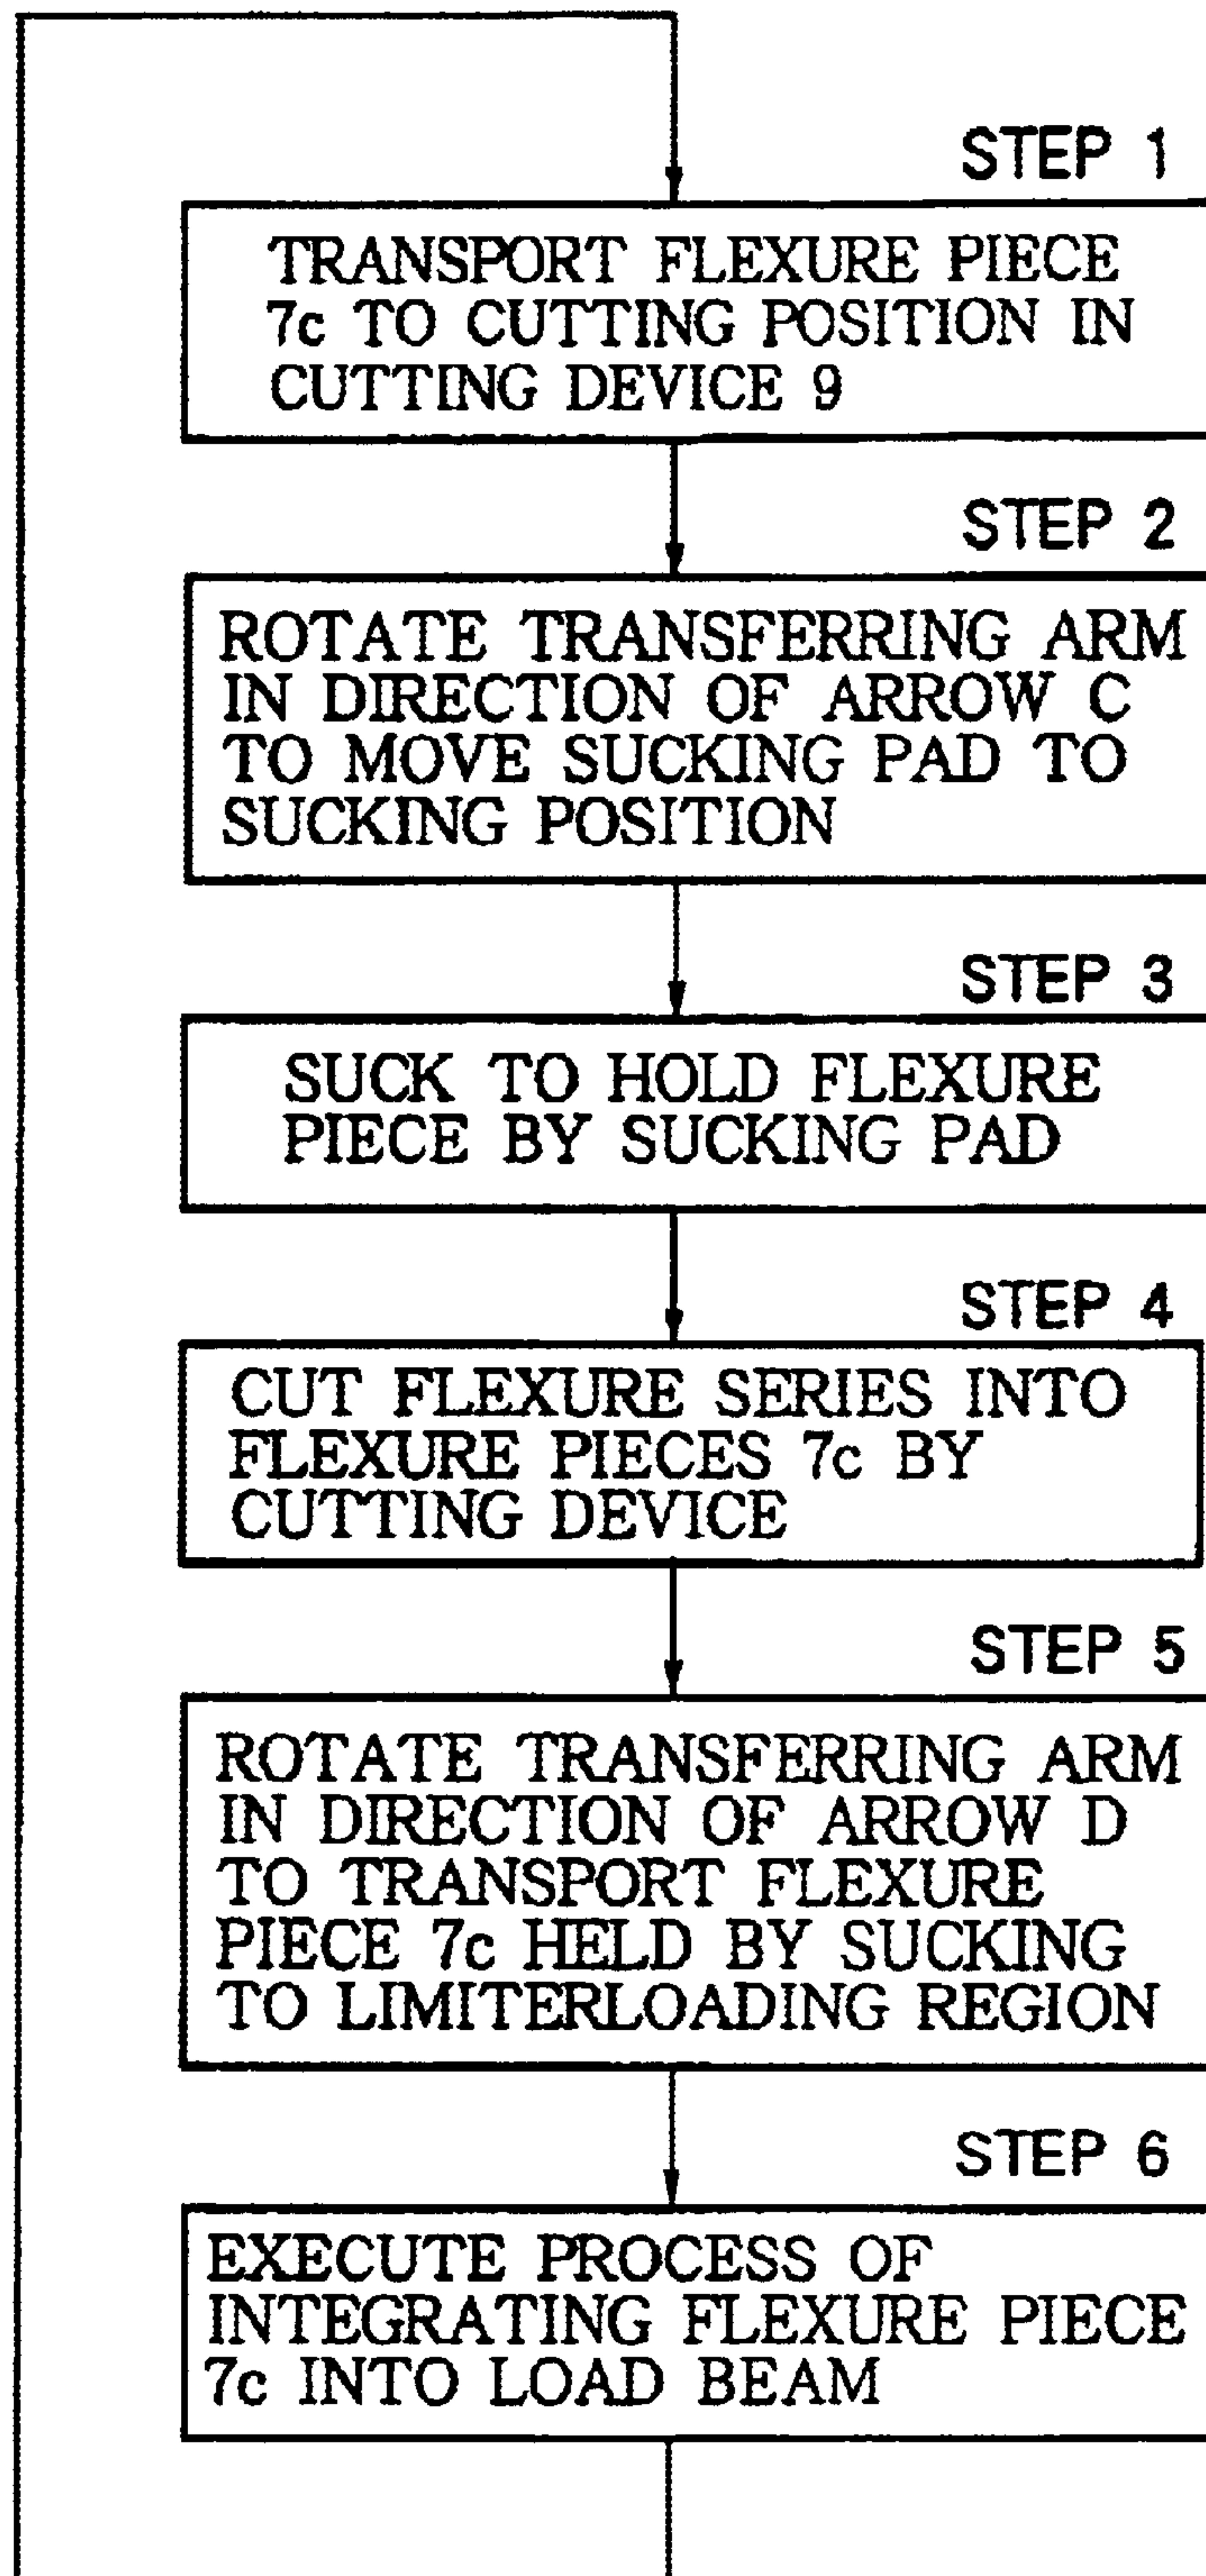 STEP 1
TRANSPORT FLEXURE PIECE
7c TO CUTTING POSITION IN
CUTTING DEVICE 9
STEP 2
ROTATE TRANSFERRING ARM
IN DIRECTION OF ARROW C
TO MOVE SUCKING PAD TO
SUCKING POSITION
STEP 3
SUCK TO HOLD FLEXURE
PIECE BY SUCKING PAD
STEP 4
CUT FLEXURE SERIES INTO
FLEXURE PIECES 7c BY
CUTTING DEVICE
STEP 5
ROTATE TRANSFERRING ARM
IN DIRECTION OF ARROW D
TO TRANSPORT FLEXURE
PIECE 7c HELD BY SUCKING
TO LIMITERLOADING REGION
STEP 6
EXECUTE PROCESS OF
INTEGRATING FLEXURE PIECE
7c INTO LOAD BEAM